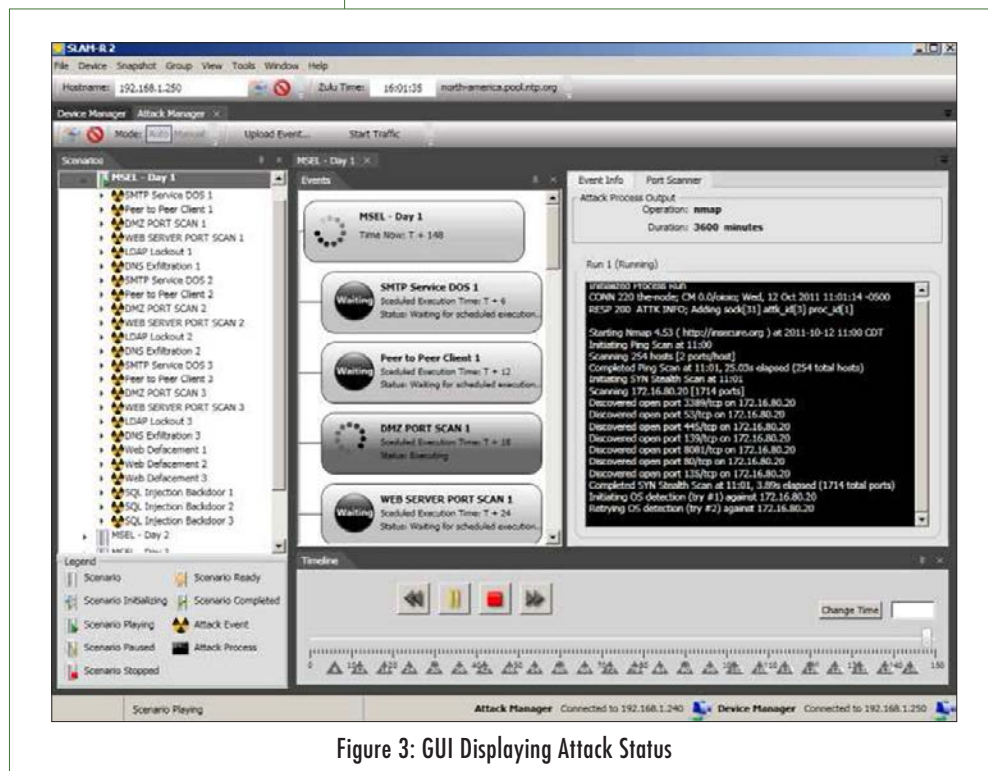 SLAM-R 2
File Device Snapshot Group View Tools Window Help
Hostname: 192.168.1.250 Zulu Time: 16:01:35 north-america.pool.ntp.org
Device Manager Attack Manager
Mode: Auto Manual Upload Event... Start Traffic
Scenarios
MSEL - Day 1
SMTP Service DOS 1
Peer to Peer Client 1
DMZ PORT SCAN 1
WEB SERVER PORT SCAN 1
LDAP Lockout 1
DNS Exfiltration 1
SMTP Service DOS 2
Peer to Peer Client 2
DMZ PORT SCAN 2
WEB SERVER PORT SCAN 2
LDAP Lockout 2
DNS Exfiltration 2
SMTP Service DOS 3
Peer to Peer Client 3
DMZ PORT SCAN 3
WEB SERVER PORT SCAN 3
LDAP Lockout 3
DNS Exfiltration 3
Web Defacement 1
Web Defacement 2
Web Defacement 3
SQL Injection Backdoor 1
SQL Injection Backdoor 2
SQL Injection Backdoor 3
MSEL - Day 2
Legend
Scenario Scenario Ready
Scenario Initializing Scenario Completed
Scenario Playing Attack Event
Scenario Paused Attack Process
Scenario Stopped
MSEL - Day 1
Events
MSEL - Day 1
Time Now: T + 148
SMTP Service DOS 1
Waiting
Sceduled Execution Time: T + 6
Status: Waiting for scheduled execution...
Peer to Peer Client 1
Waiting
Sceduled Execution Time: T + 12
Status: Waiting for scheduled execution...
DMZ PORT SCAN 1
Sceduled Execution Time: T + 18
Status: Executing
WEB SERVER PORT SCAN 1
Waiting
Sceduled Execution Time: T + 24
Status: Waiting for scheduled execution...
Event Info Port Scanner
Attack Process Output
Operation: nmap
Duration: 3600 minutes
Run 1 (Running)
Initialized Process Run
CONN 220 the-node; CM Wed, 12 Oct 2011 11:01:14 -0500
RESP 200 ATTK INFO; Adding sock[31] attk_id[3] proc_id[1]
Starting Nmap 4.53 ( http://insecure.org ) at 2011-10-12 11:00 CDT
Initiating Ping Scan at 11:00
Scanning 254 hosts [2 ports/host]
Completed Ping Scan at 11:01, 25.03s elapsed (254 total hosts)
Initiating SYN Stealth Scan at 11:01
Scanning 172.16.80.20 [1714 ports]
Discovered open port 3389/tcp on 172.16.80.20
Discovered open port 53/tcp on 172.16.80.20
Discovered open port 445/tcp on 172.16.80.20
Discovered open port 139/tcp on 172.16.80.20
Discovered open port 8081/tcp on 172.16.80.20
Discovered open port 80/tcp on 172.16.80.20
Discovered open port 135/tcp on 172.16.80.20
Completed SYN Stealth Scan at 11:01, 3.89s elapsed (1714 total ports)
Initiating OS detection (try #1) against 172.16.80.20
Retrying OS detection (try #2) against 172.16.80.20
Timeline
Change Time
0 150
Scenario Playing Attack Manager Connected to 192.168.1.240 Device Manager Connected to 192.168.1.250
Figure 3: GUI Displaying Attack Status